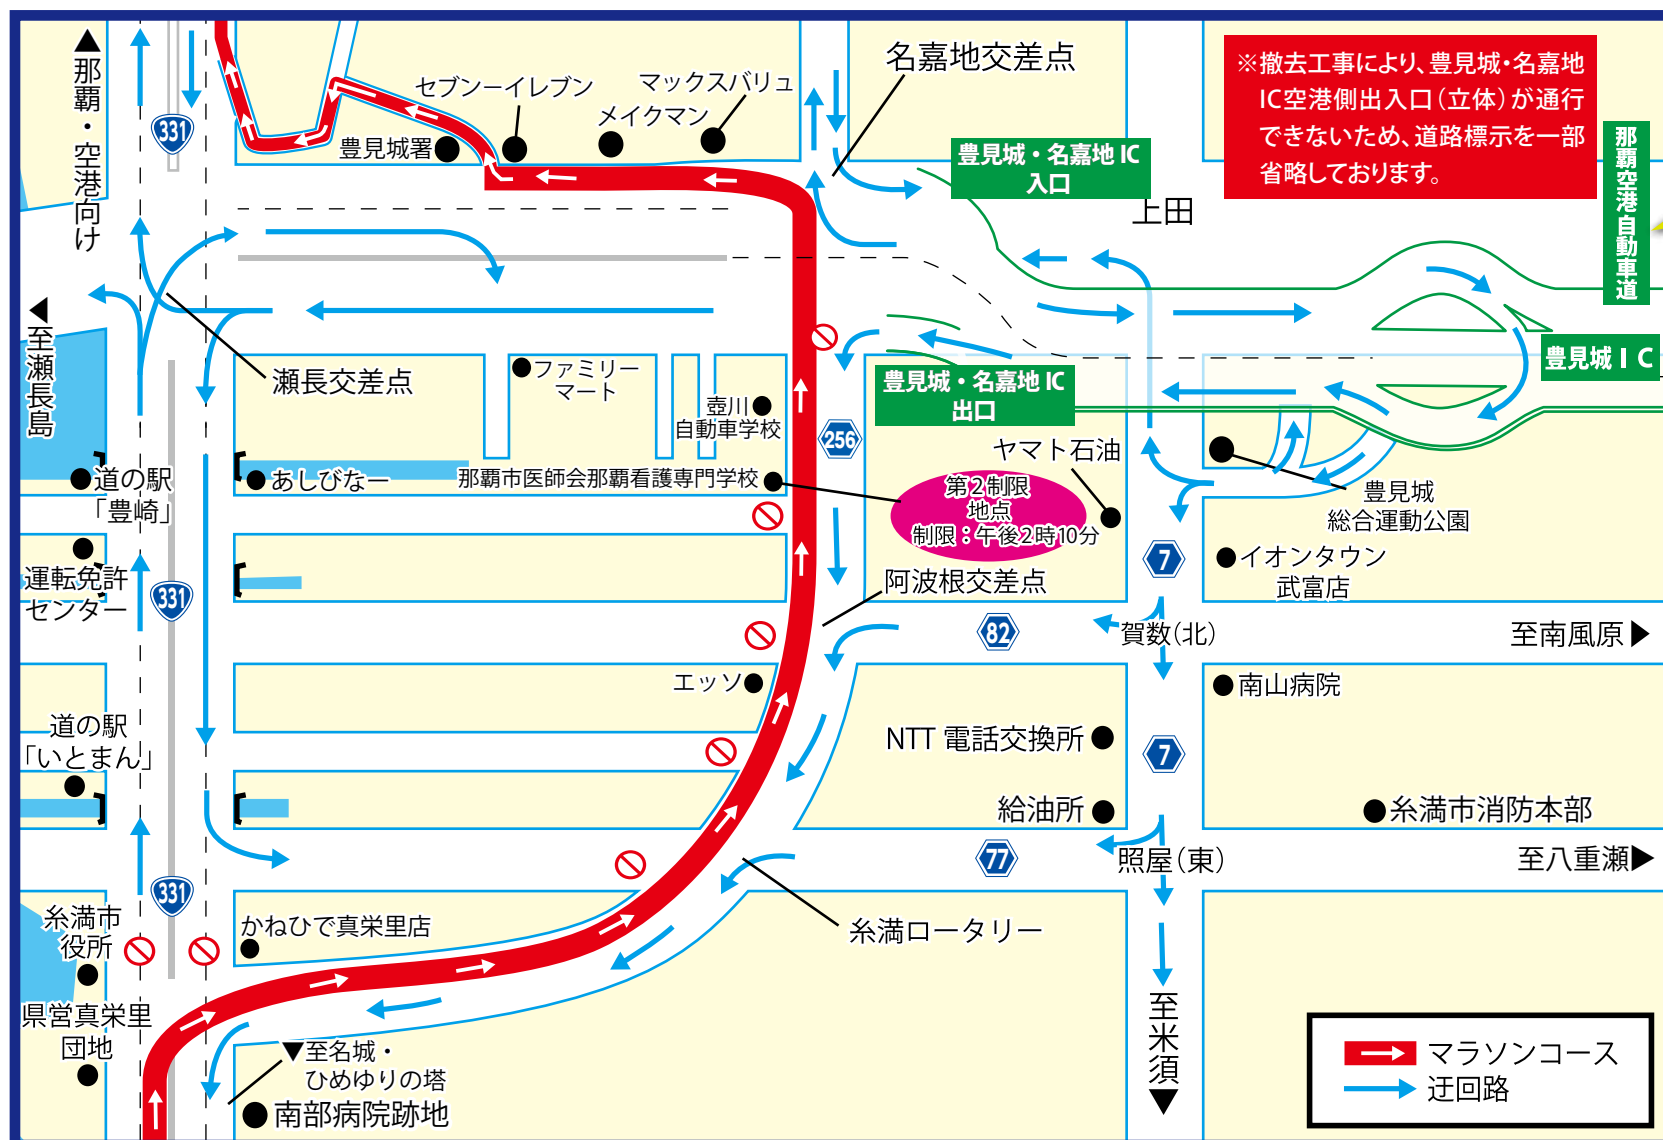 ▲那覇・空港向け
331
セブンーイレブン
マックスバリュ
メイクマン
豊見城署
名嘉地交差点
豊見城・名嘉地 IC
入口
※撤去工事により、豊見城・名嘉地
IC空港側出入口（立体）が通行
できないため、道路標示を一部
省略しております。
那覇空港自動車道
上田
◀至瀬長島
瀬長交差点
ファミリー
マート
壺川
自動車学校
256
豊見城・名嘉地 IC
出口
豊見城 I C
道の駅
「豊崎」
あしびなー
那覇市医師会那覇看護専門学校
第2制限
地点
制限：午後2時10分
ヤマト石油
豊見城
総合運動公園
運転免許
センター
331
阿波根交差点
7
イオンタウン
武富店
82
賀数（北）
至南風原▶
エッソ
南山病院
道の駅
「いとまん」
NTT 電話交換所
7
給油所
糸満市消防本部
77
照屋（東）
至八重瀬▶
331
糸満市
役所
かねひで真栄里店
糸満ロータリー
県営真栄里
団地
至米須▼
▼至名城・
ひめゆりの塔
南部病院跡地
マラソンコース
迂回路